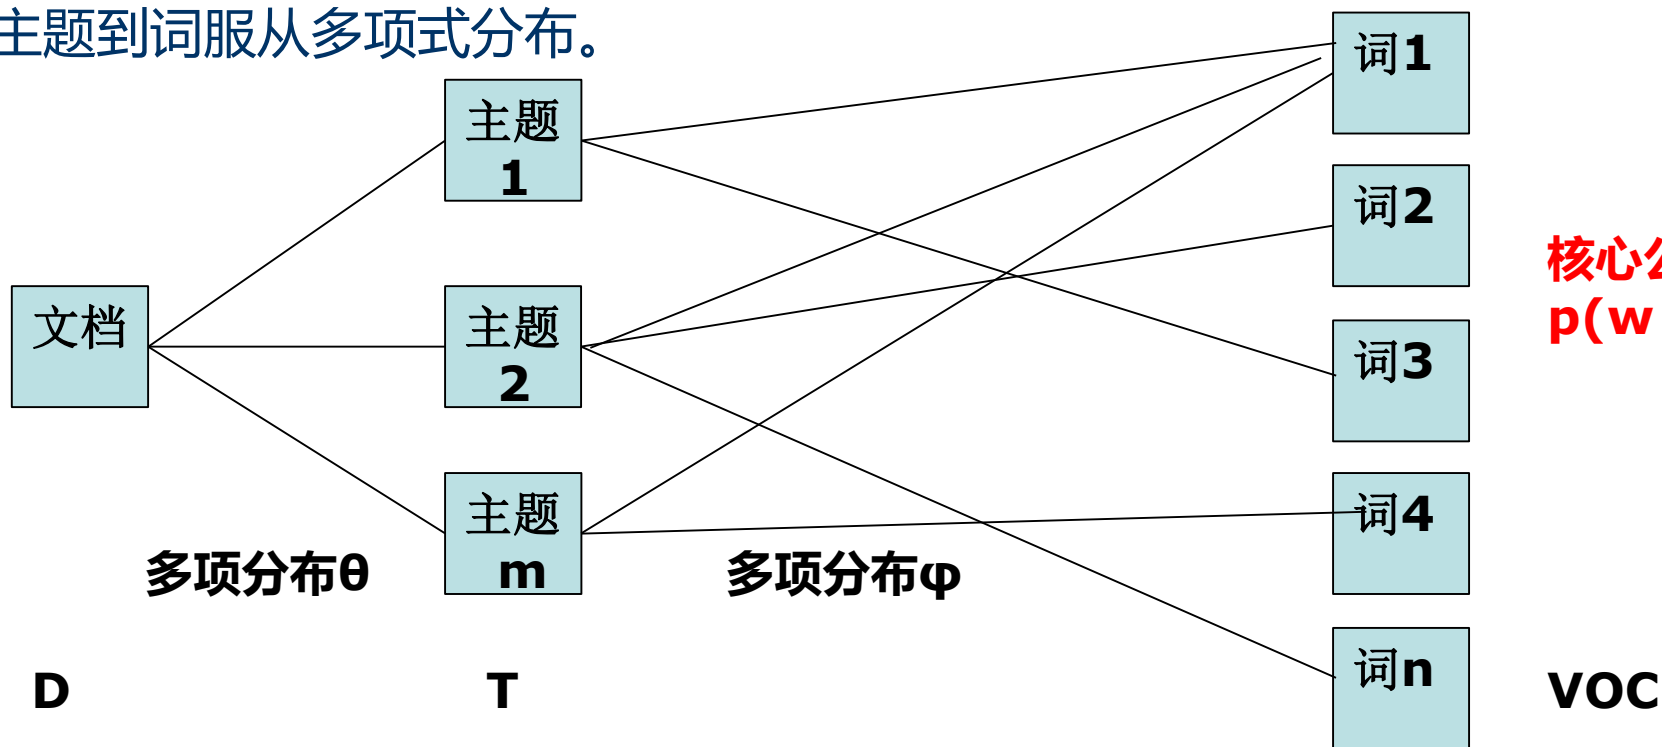 主题到词服从多项式分布。
词1
主题
1
词2
核心公
p(w
文档
主题
2
词3
主题
m
词4
多项分布θ
多项分布φ
词n
D
T
VOC